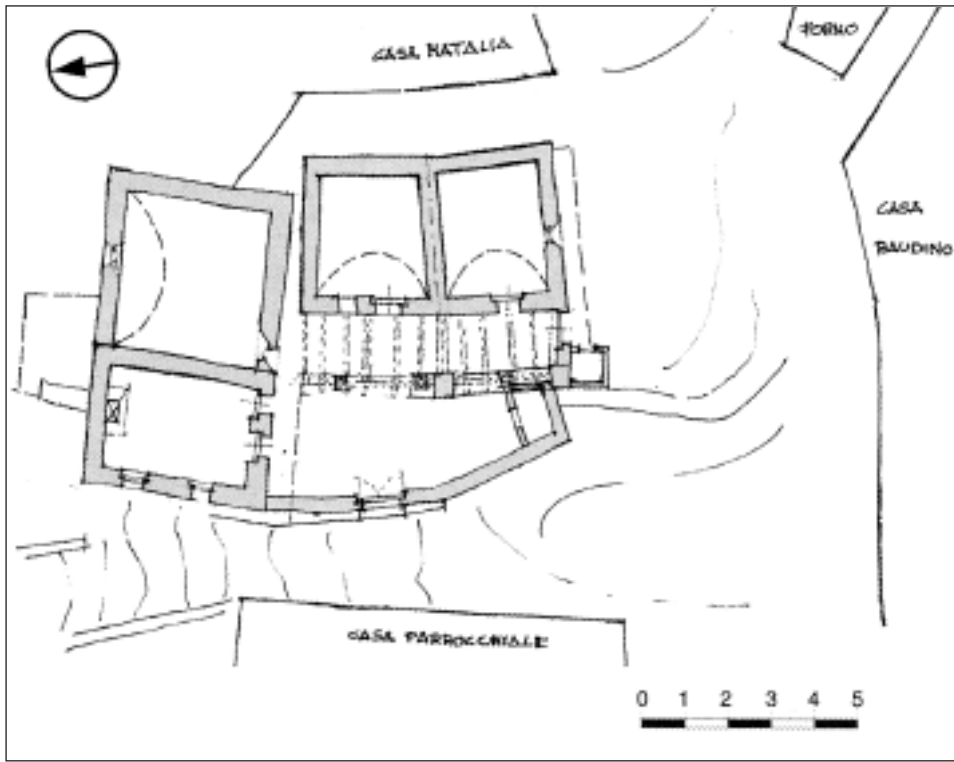 CASA NATALIA
FORNO
CASA
BAUDINO
CASA PARROCCHIALE
0 1 2 3 4 5